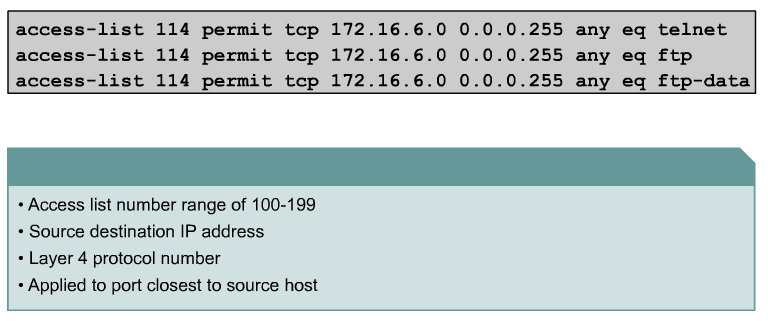 access-list 114 permit tcp 172.16.6.0 0.0.0.255 any eq telnet
access-list 114 permit tcp 172.16.6.0 0.0.0.255 any eq ftp
access-list 114 permit tcp 172.16.6.0 0.0.0.255 any eq ftp-data
• Access list number range of 100-199
• Source destination IP address
• Layer 4 protocol number
• Applied to port closest to source host